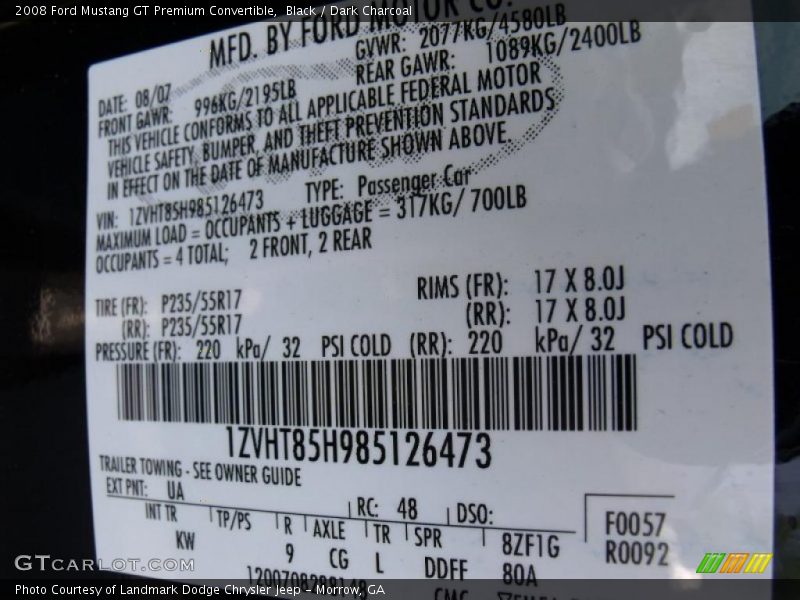 2008 Ford Mustang GT Premium Convertible, Black / Dark Charcoal
MFD. BY FORD MOTOR CO.
DATE: 08/07 GVWR: 2077KG/4580LB
FRONT GAWR: 996KG/2195LB REAR GAWR: 1089KG/2400LB
THIS VEHICLE CONFORMS TO ALL APPLICABLE FEDERAL MOTOR
VEHICLE SAFETY, BUMPER, AND THEFT PREVENTION STANDARDS
IN EFFECT ON THE DATE OF MANUFACTURE SHOWN ABOVE.
VIN: 1ZVHT85H985126473 TYPE: Passenger Car
MAXIMUM LOAD = OCCUPANTS + LUGGAGE = 317KG/ 700LB
OCCUPANTS = 4 TOTAL; 2 FRONT, 2 REAR
TIRE (FR): P235/55R17 RIMS (FR): 17 X 8.0J
(RR): P235/55R17 (RR): 17 X 8.0J
PRESSURE (FR): 220 kPa/ 32 PSI COLD (RR): 220 kPa/ 32 PSI COLD
1ZVHT85H985126473
TRAILER TOWING - SEE OWNER GUIDE
EXT PNT: UA RC: 48 DSO: F0057
INT TR TP/PS R AXLE TR SPR 8ZF1G R0092
KW 9 CG L DDFF 80A
GTCARLOT.COM
Photo Courtesy of Landmark Dodge Chrysler Jeep – Morrow, GA